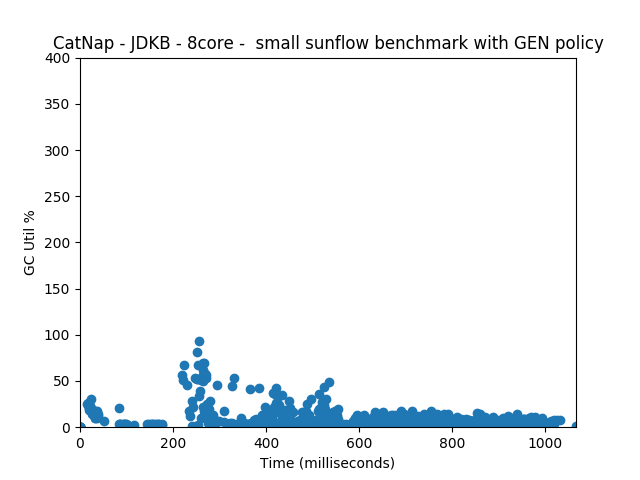 CatNap - JDKB - 8core -  small sunflow benchmark with GEN policy
400
350
300
250
200
150
100
50
0
GC Util %
0 200 400 600 800 1000
Time (milliseconds)